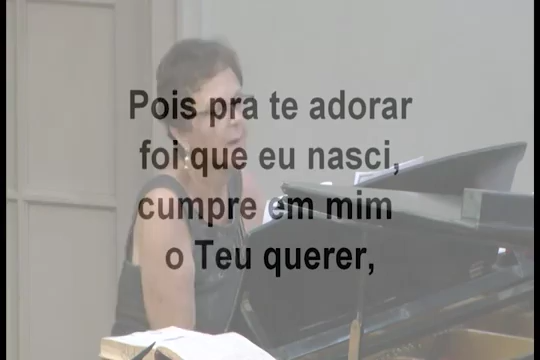 Pois pra te adorar
foi que eu nasci,
cumpre em mim
o Teu querer,